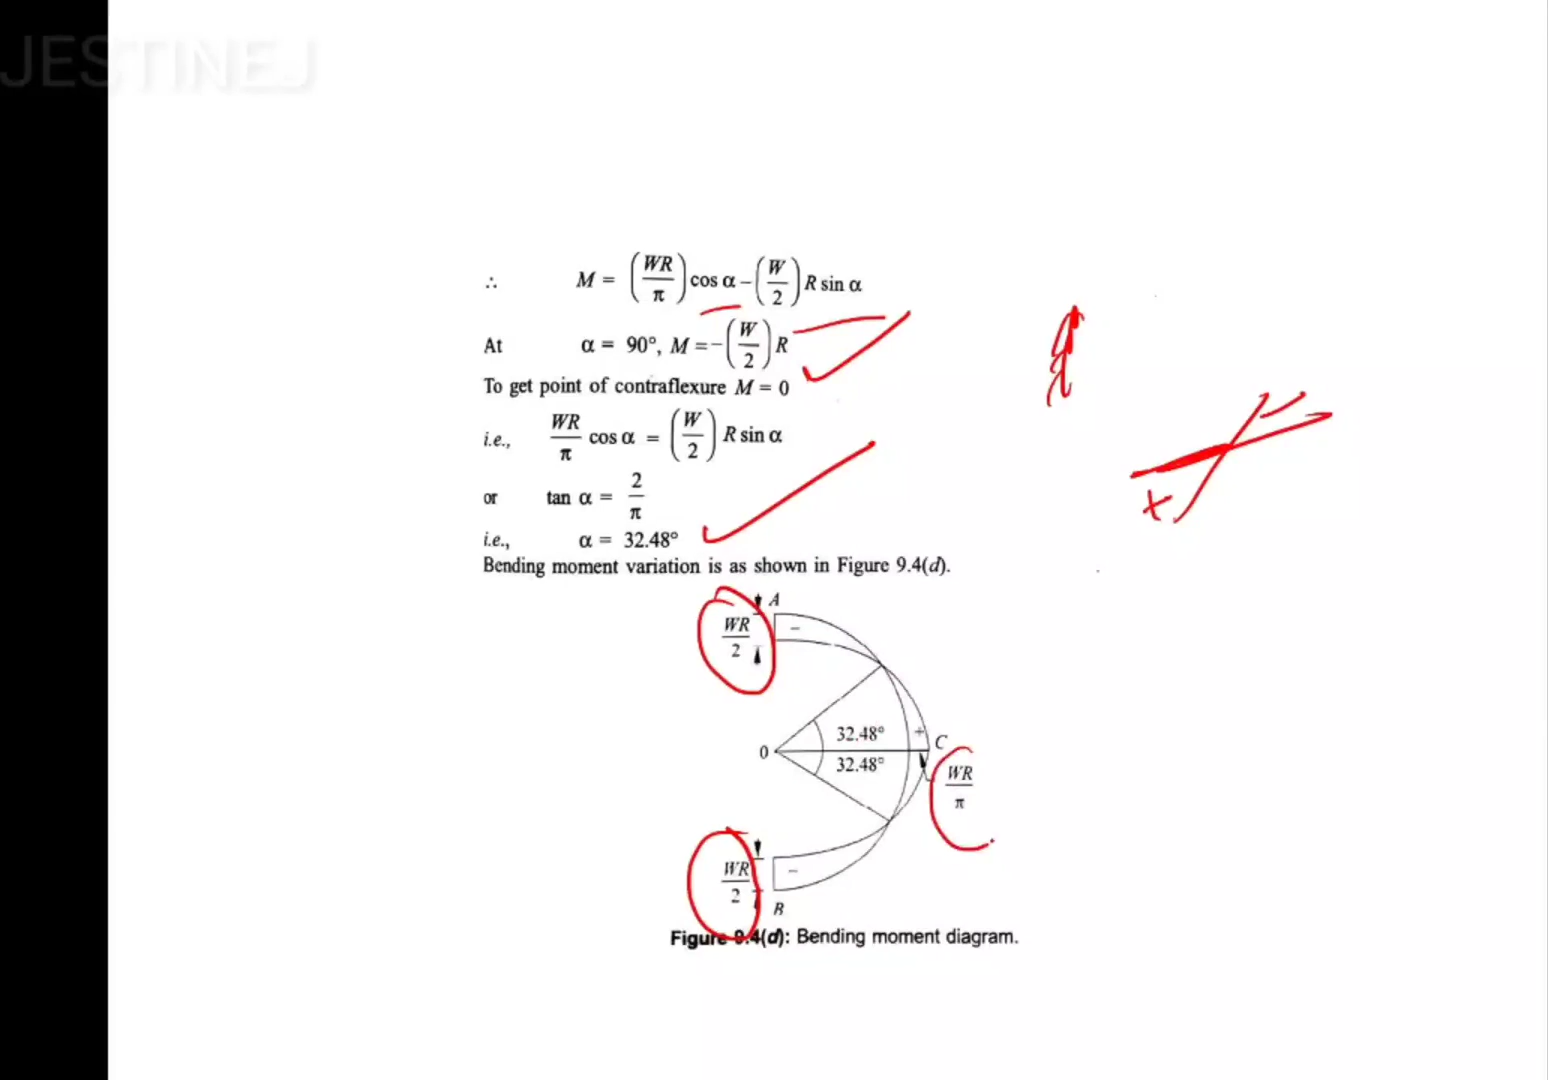 JESTINEJ
∴ M = (WR/π) cos α − (W/2) R sin α
At α = 90°, M = −(W/2) R
To get point of contraflexure M = 0
i.e., WR/π cos α = (W/2) R sin α
or tan α = 2/π
i.e., α = 32.48°
Bending moment variation is as shown in Figure 9.4(d).
A
WR/2
−
32.48°
+
C
0
32.48°
WR/π
WR/2
−
B
Figure 9.4(d): Bending moment diagram.